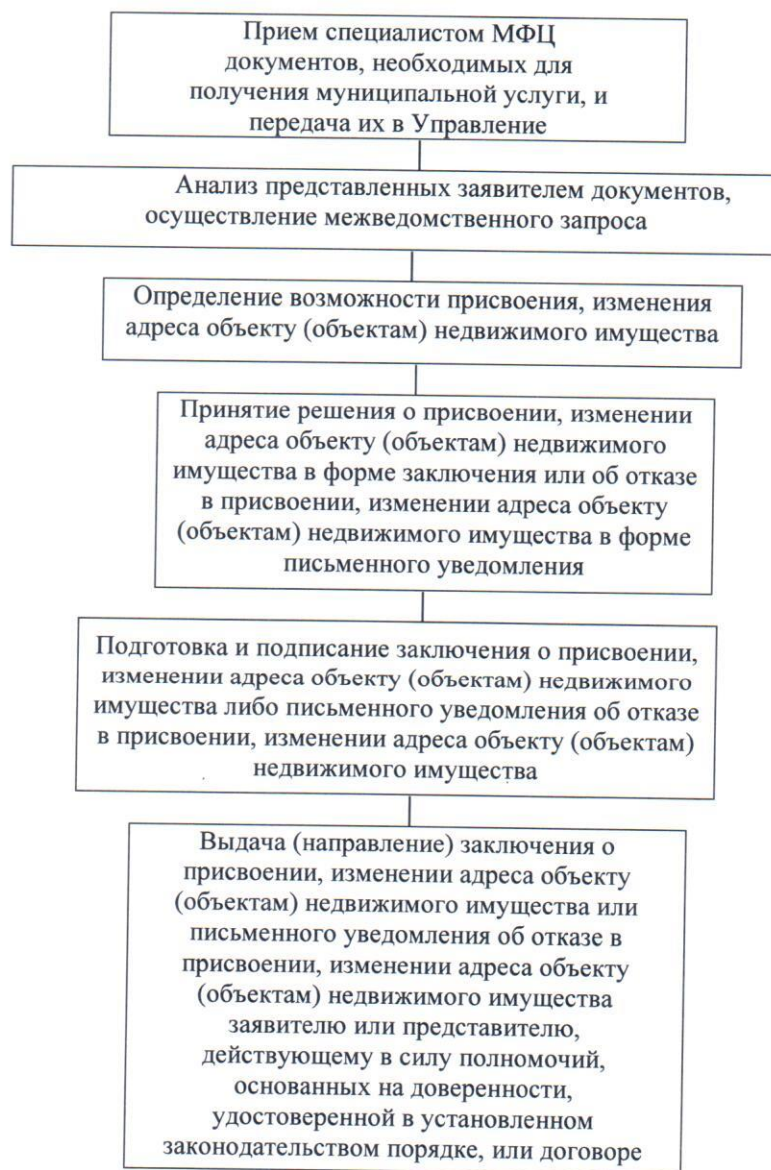 Прием специалистом МФЦ
документов, необходимых для
получения муниципальной услуги, и
передача их в Управление
Анализ представленных заявителем документов,
осуществление межведомственного запроса
Определение возможности присвоения, изменения
адреса объекту (объектам) недвижимого имущества
Принятие решения о присвоении, изменении
адреса объекту (объектам) недвижимого
имущества в форме заключения или об отказе
в присвоении, изменении адреса объекту
(объектам) недвижимого имущества в форме
письменного уведомления
Подготовка и подписание заключения о присвоении,
изменении адреса объекту (объектам) недвижимого
имущества либо письменного уведомления об отказе
в присвоении, изменении адреса объекту (объектам)
недвижимого имущества
Выдача (направление) заключения о
присвоении, изменении адреса объекту
(объектам) недвижимого имущества или
письменного уведомления об отказе в
присвоении, изменении адреса объекту
(объектам) недвижимого имущества
заявителю или представителю,
действующему в силу полномочий,
основанных на доверенности,
удостоверенной в установленном
законодательством порядке, или договоре